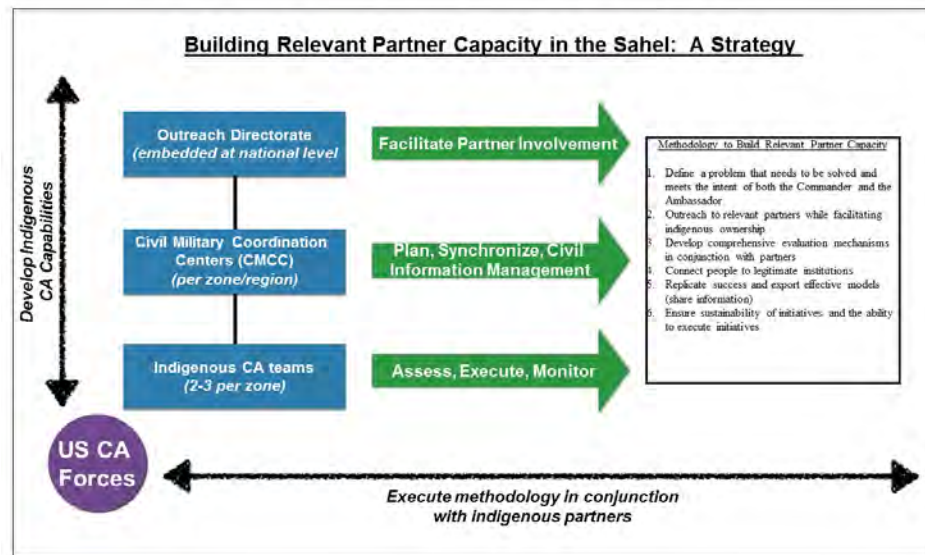 Building Relevant Partner Capacity in the Sahel: A Strategy
Develop Indigenous
CA Capabilities
Outreach Directorate
(embedded at national level
Facilitate Partner Involvement
Civil Military Coordination
Centers (CMCC)
(per zone/region)
Plan, Synchronize, Civil
Information Management
Indigenous CA teams
(2-3 per zone)
Assess, Execute, Monitor
Methodology to Build Relevant Partner Capacity
1. Define a problem that needs to be solved and
meets the intent of both the Commander and the
Ambassador
2. Outreach to relevant partners while facilitating
indigenous ownership
3. Develop comprehensive evaluation mechanisms
in conjunction with partners
4. Connect people to legitimate institutions
5. Replicate success and export effective models
(share information)
6. Ensure sustainability of initiatives and the ability
to execute initiatives
US CA
Forces
Execute methodology in conjunction
with indigenous partners